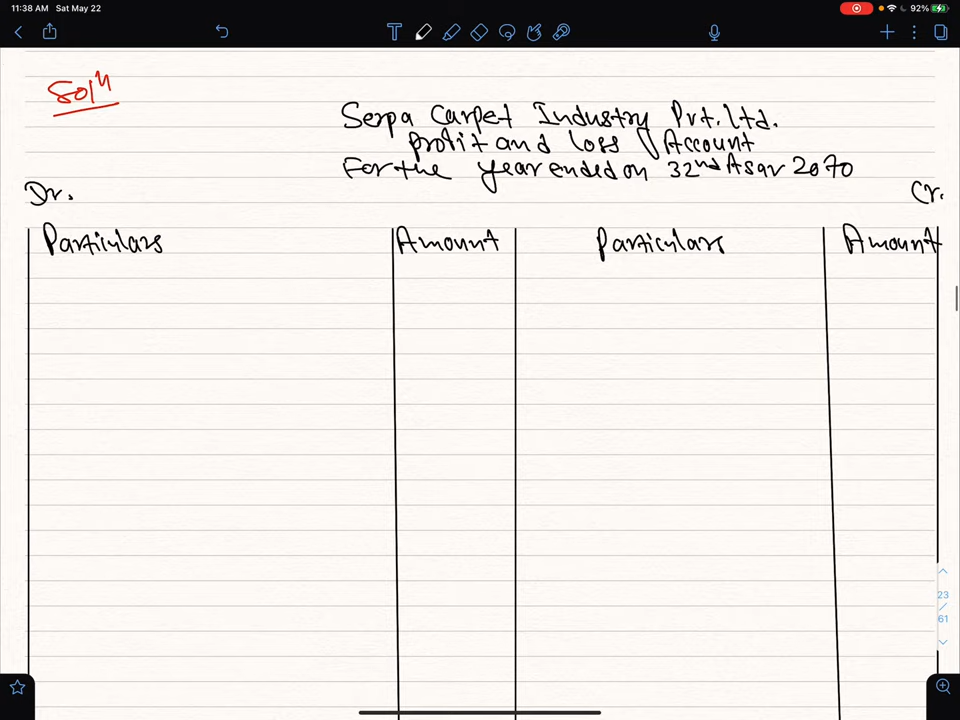 11:38 AM Sat May 22
92%
Solⁿ
Serpa Carpet Industry Pvt. ltd.
profit and loss Account
For the year ended on 32nd Asar 2070
Dr. Cr.
Particulars Amount Particulars Amount
23
/
61